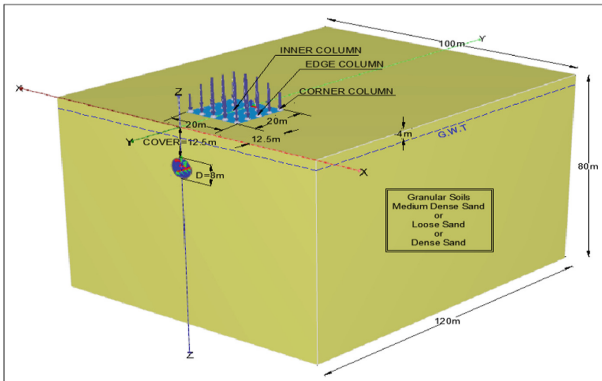 100m
Y
INNER COLUMN
EDGE COLUMN
CORNER COLUMN
X
Z
20m
20m
Y
COVER=12.5m
12.5m
4m
G.W.T
X
D=8m
80m
Granular Soils
Medium Dense Sand
or
Loose Sand
or
Dense Sand
Z
120m